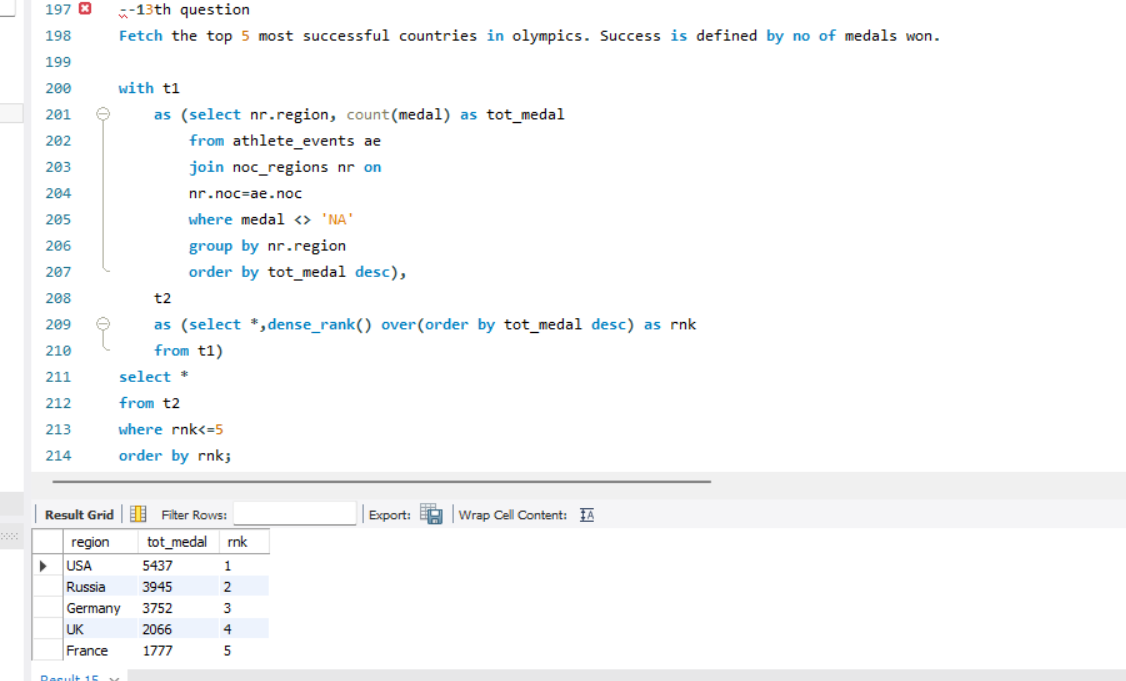 197 --13th question
198 Fetch the top 5 most successful countries in olympics. Success is defined by no of medals won.
199
200 with t1
201 as (select nr.region, count(medal) as tot_medal
202 from athlete_events ae
203 join noc_regions nr on
204 nr.noc=ae.noc
205 where medal <> 'NA'
206 group by nr.region
207 order by tot_medal desc),
208 t2
209 as (select *,dense_rank() over(order by tot_medal desc) as rnk
210 from t1)
211 select *
212 from t2
213 where rnk<=5
214 order by rnk;
Result Grid Filter Rows: Export: Wrap Cell Content:
region tot_medal rnk
USA 5437 1
Russia 3945 2
Germany 3752 3
UK 2066 4
France 1777 5
Result 15